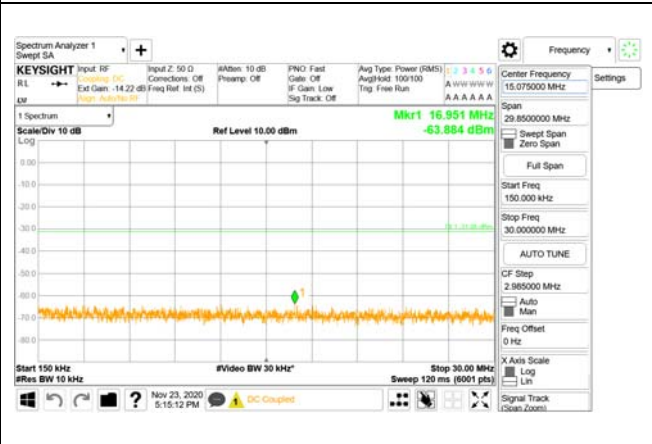 Spectrum Analyzer 1
Swept SA
Frequency
KEYSIGHT
RL
Input: RF
Coupling: DC
Ext Gain: -14.22 dB
Align: Auto/No RF
Input Z: 50 Ω
Corrections: Off
Freq Ref: Int (S)
#Atten: 10 dB
Preamp: Off
PNO: Fast
Gate: Off
IF Gain: Low
Sig Track: Off
Avg Type: Power (RMS)
Avg|Hold: 100/100
Trig: Free Run
1 2 3 4 5 6
A W W W W W
A A A A A A
1 Spectrum
Scale/Div 10 dB
Log
Ref Level 10.00 dBm
Mkr1 16.951 MHz
-63.884 dBm
0.00
-10.0
-20.0
-30.0
-40.0
-50.0
-60.0
-70.0
-80.0
1
Start 150 kHz
#Res BW 10 kHz
#Video BW 30 kHz*
Stop 30.00 MHz
Sweep 120 ms (6001 pts)
Nov 23, 2020
5:15:12 PM
DC Coupled
Center Frequency
15.075000 MHz
Settings
Span
29.8500000 MHz
Swept Span
Zero Span
Full Span
Start Freq
150.000 kHz
Stop Freq
30.000000 MHz
AUTO TUNE
CF Step
2.985000 MHz
Auto
Man
Freq Offset
0 Hz
X Axis Scale
Log
Lin
Signal Track
(Span Zoom)